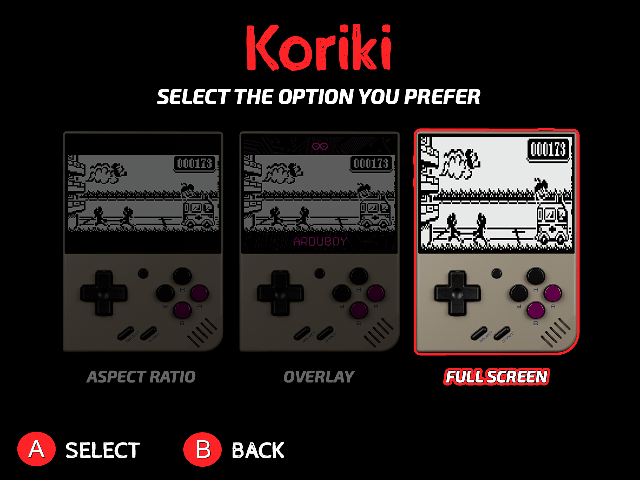 Koriki
SELECT THE OPTION YOU PREFER
000173
000173
000173
ARDUBOY
ASPECT RATIO
OVERLAY
FULL SCREEN
A SELECT
B BACK